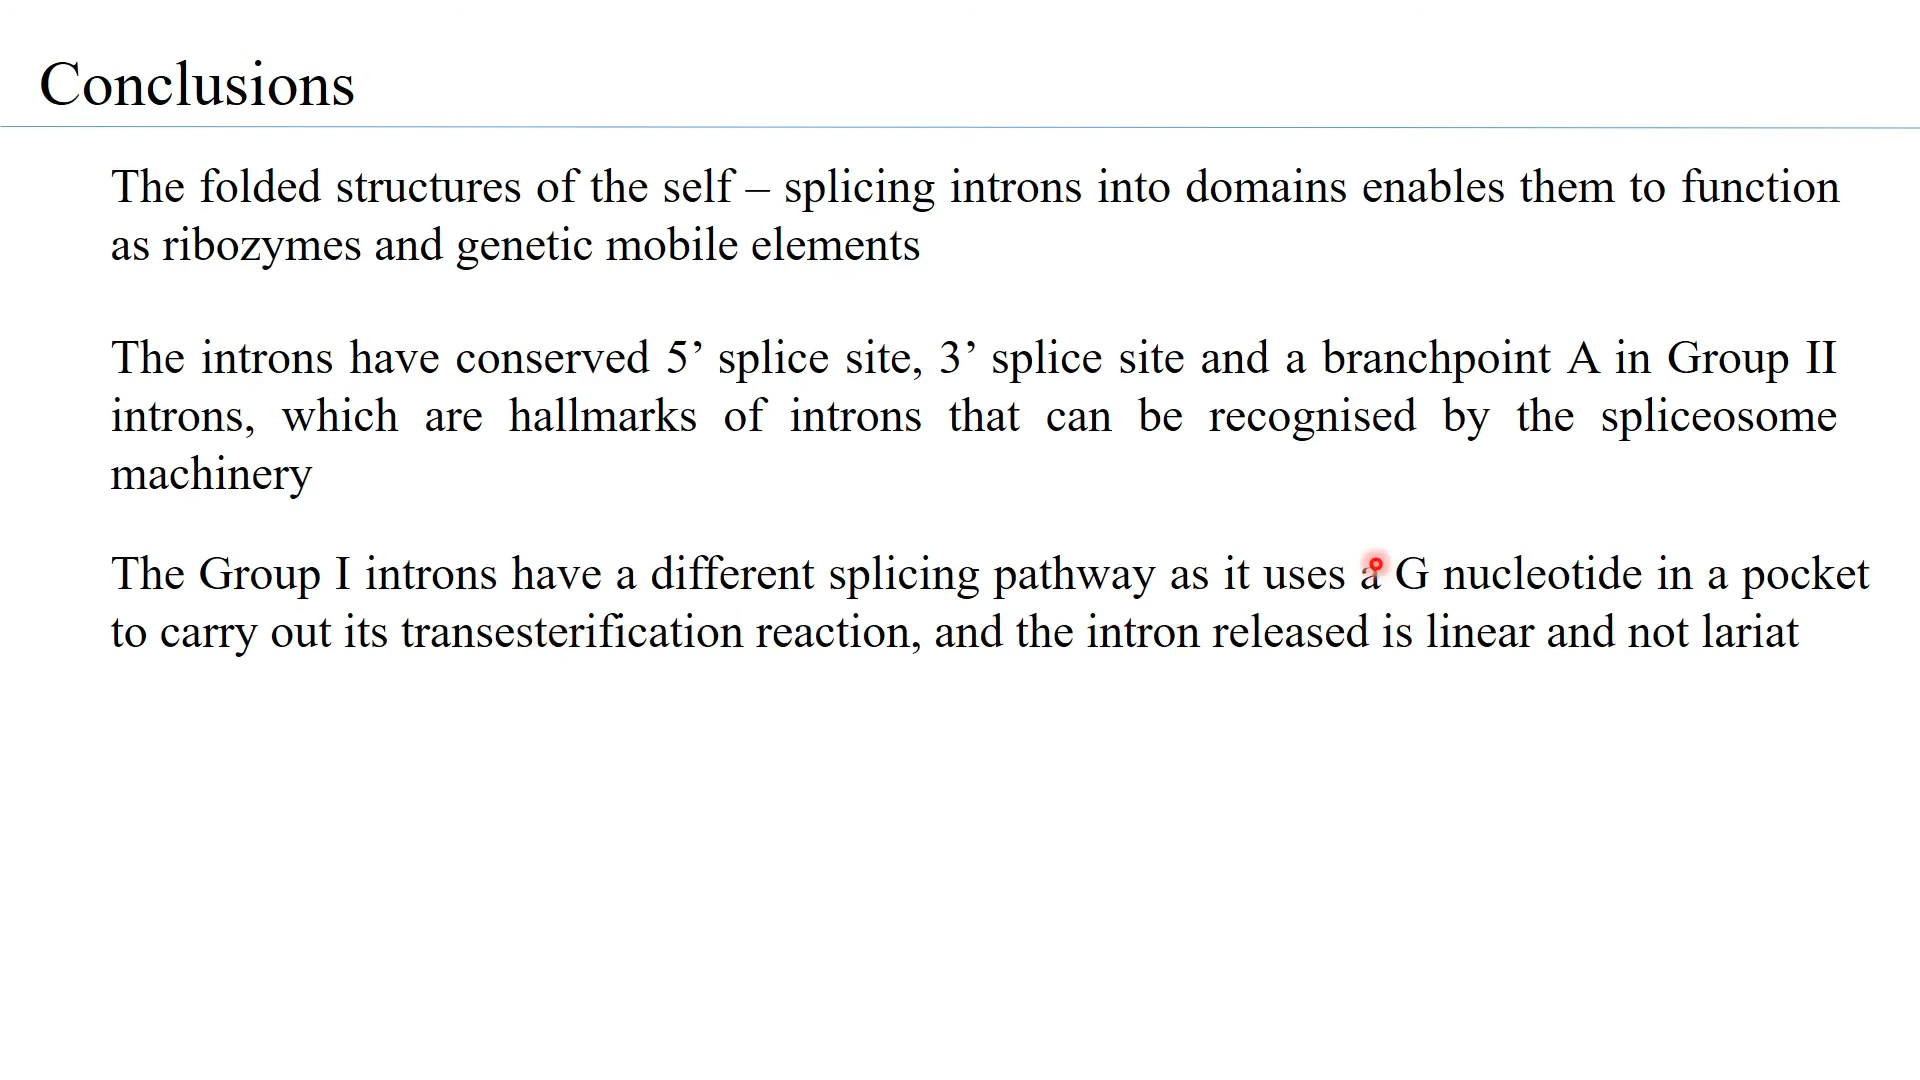 Conclusions
The folded structures of the self – splicing introns into domains enables them to function
as ribozymes and genetic mobile elements
The introns have conserved 5’ splice site, 3’ splice site and a branchpoint A in Group II
introns, which are hallmarks of introns that can be recognised by the spliceosome
machinery
The Group I introns have a different splicing pathway as it uses a G nucleotide in a pocket
to carry out its transesterification reaction, and the intron released is linear and not lariat